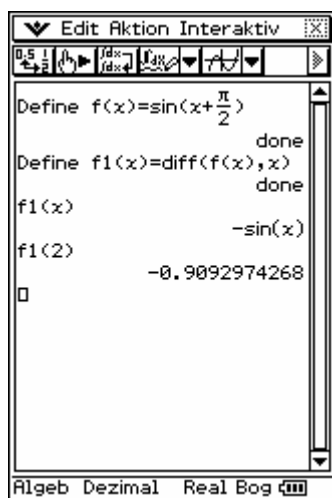 Edit Aktion Interaktiv
Define f(x)=sin(x+π/2)
done
Define f1(x)=diff(f(x),x)
done
f1(x)
-sin(x)
f1(2)
-0.9092974268
Algeb Dezimal Real Bog